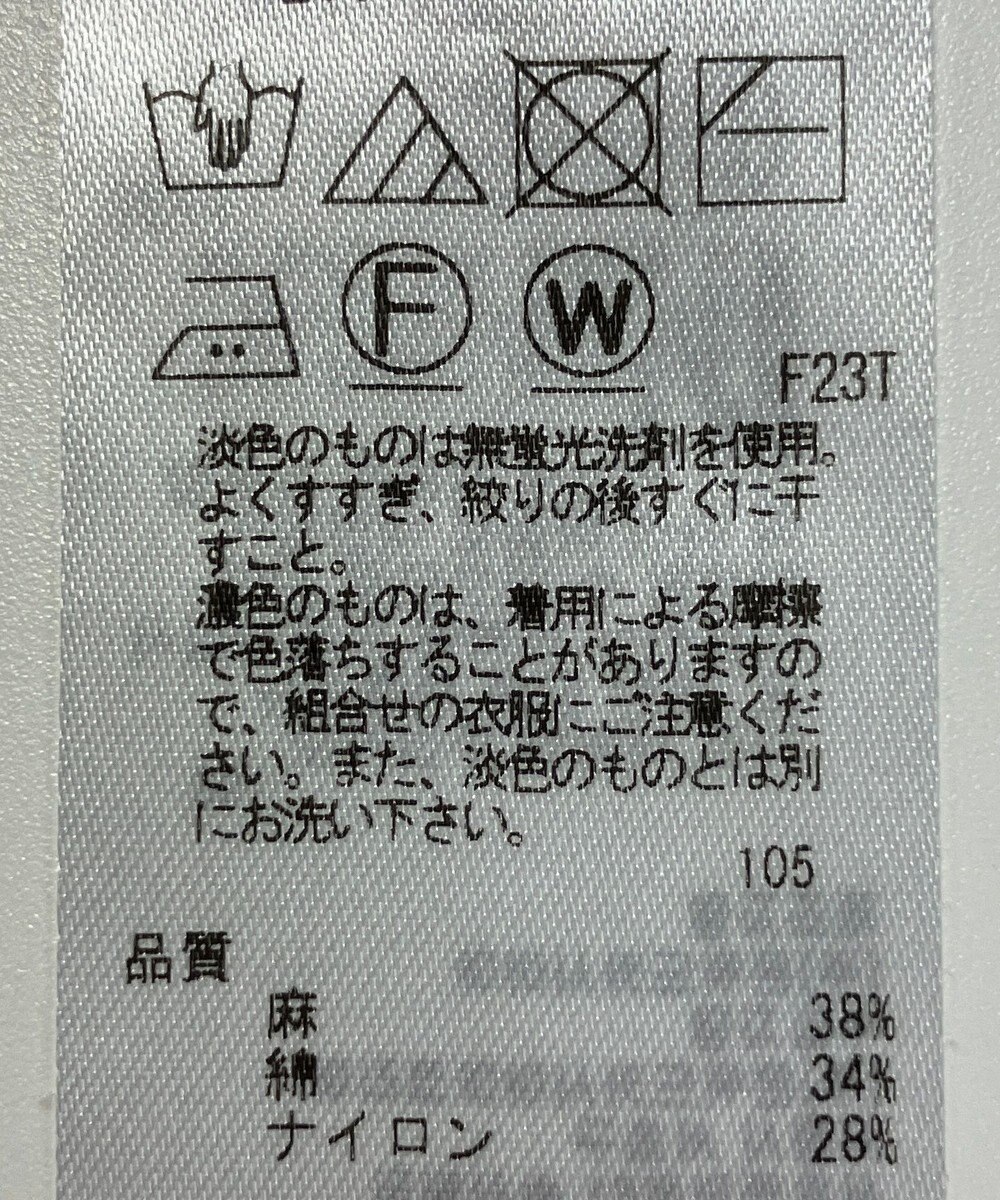 F
W
F23T
淡色のものは無蛍光洗剤を使用。
よくすすぎ、絞りの後すぐに干
すこと。
濃色のものは、着用による摩擦
で色落ちすることがありますの
で、組合せの衣服にご注意くだ
さい。また、淡色のものとは別
にお洗い下さい。
105
品質
麻 38%
綿 34%
ナイロン 28%